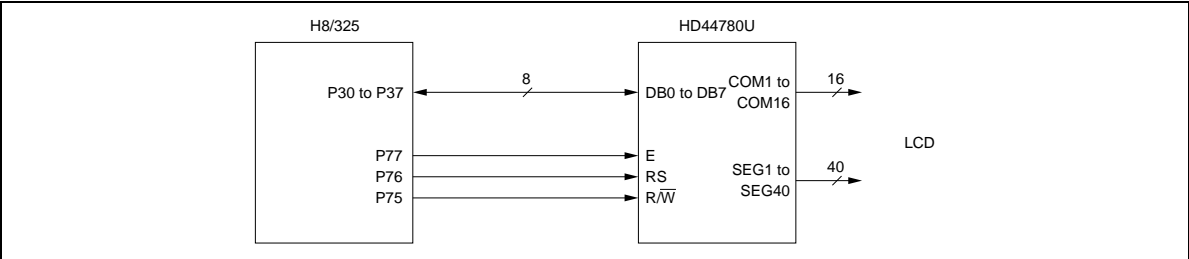 H8/325
HD44780U
P30 to P37
8
DB0 to DB7
COM1 to
COM16
16
P77
E
P76
RS
P75
R/W̅
SEG1 to
SEG40
40
LCD